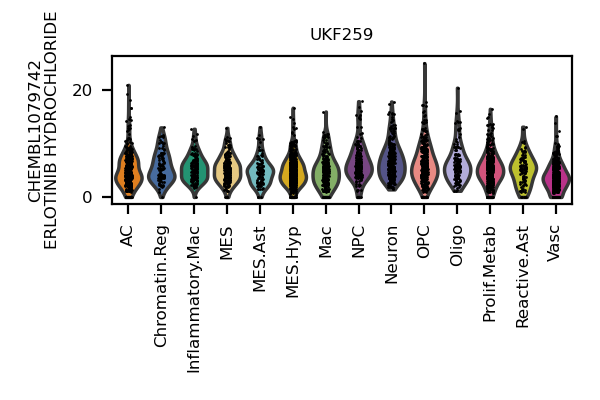 UKF259
CHEMBL1079742
ERLOTINIB HYDROCHLORIDE
20
0
AC
Chromatin.Reg
Inflammatory.Mac
MES
MES.Ast
MES.Hyp
Mac
NPC
Neuron
OPC
Oligo
Prolif.Metab
Reactive.Ast
Vasc